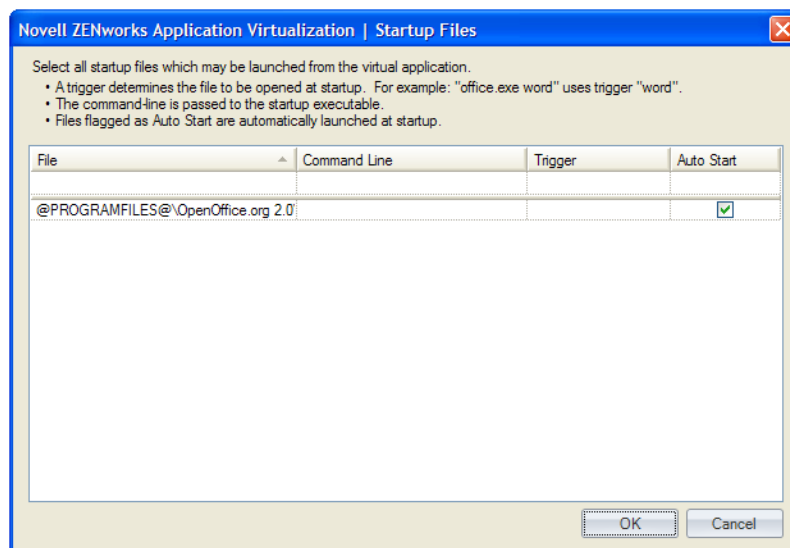 Novell ZENworks Application Virtualization | Startup Files
Select all startup files which may be launched from the virtual application.
• A trigger determines the file to be opened at startup. For example: "office.exe word" uses trigger "word".
• The command-line is passed to the startup executable.
• Files flagged as Auto Start are automatically launched at startup.
File Command Line Trigger Auto Start
@PROGRAMFILES@\OpenOffice.org 2.0
OK Cancel